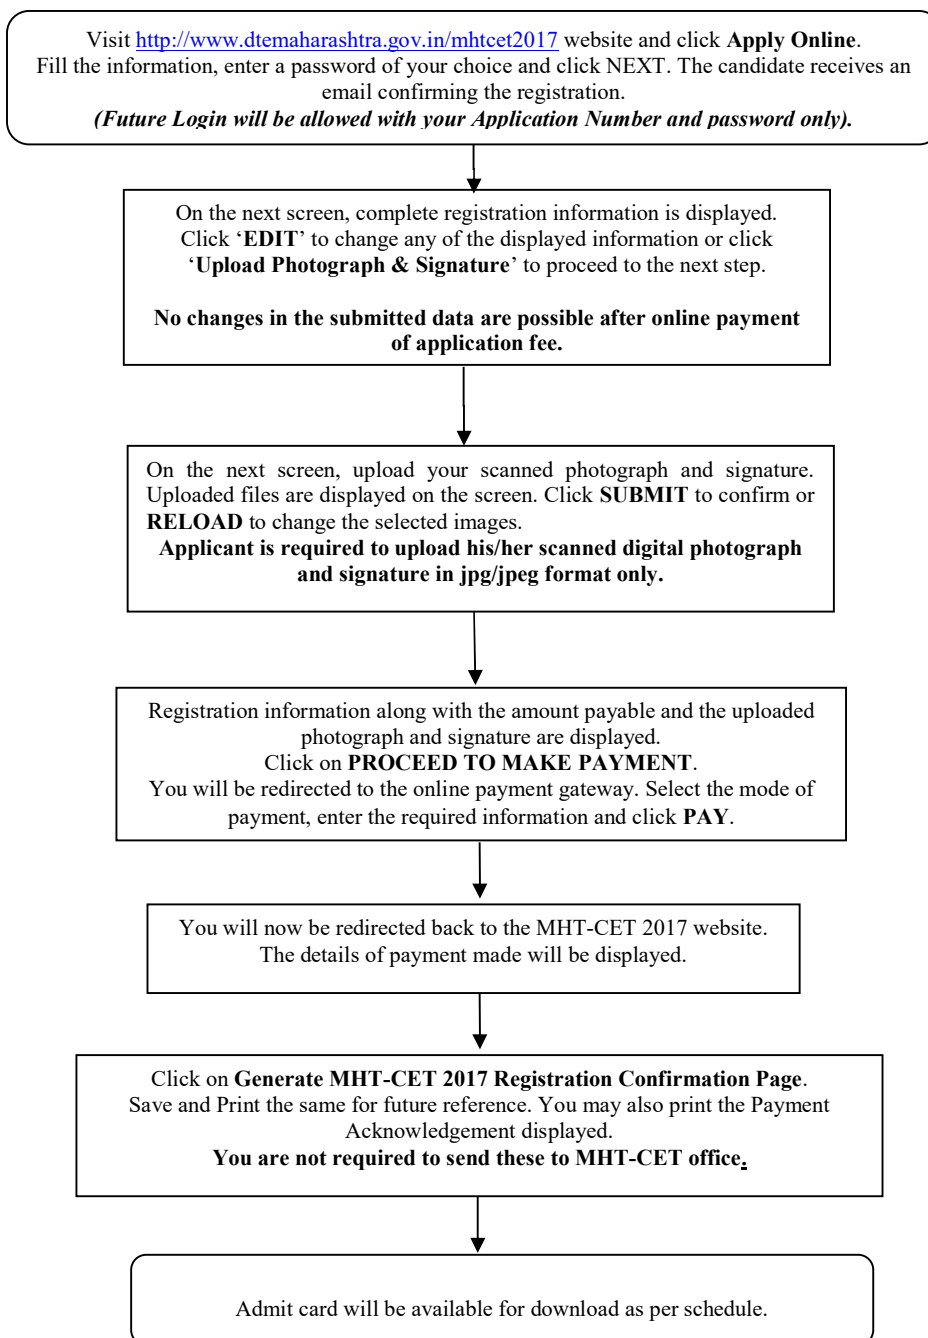 Visit http://www.dtemaharashtra.gov.in/mhtcet2017 website and click Apply Online.
Fill the information, enter a password of your choice and click NEXT. The candidate receives an
email confirming the registration.
(Future Login will be allowed with your Application Number and password only).
On the next screen, complete registration information is displayed.
Click ‘EDIT’ to change any of the displayed information or click
‘Upload Photograph & Signature’ to proceed to the next step.
No changes in the submitted data are possible after online payment
of application fee.
On the next screen, upload your scanned photograph and signature.
Uploaded files are displayed on the screen. Click SUBMIT to confirm or
RELOAD to change the selected images.
Applicant is required to upload his/her scanned digital photograph
and signature in jpg/jpeg format only.
Registration information along with the amount payable and the uploaded
photograph and signature are displayed.
Click on PROCEED TO MAKE PAYMENT.
You will be redirected to the online payment gateway. Select the mode of
payment, enter the required information and click PAY.
You will now be redirected back to the MHT-CET 2017 website.
The details of payment made will be displayed.
Click on Generate MHT-CET 2017 Registration Confirmation Page.
Save and Print the same for future reference. You may also print the Payment
Acknowledgement displayed.
You are not required to send these to MHT-CET office.
Admit card will be available for download as per schedule.